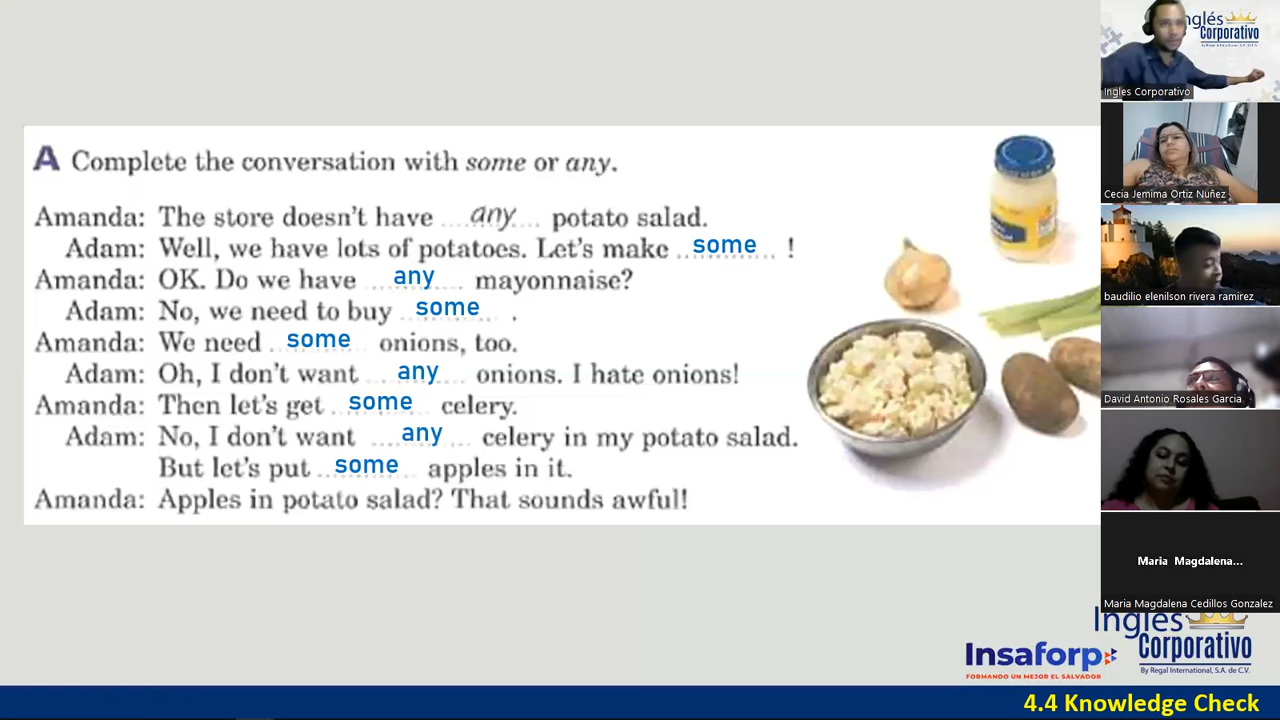 A Complete the conversation with some or any.
Amanda: The store doesn't have any potato salad.
Adam: Well, we have lots of potatoes. Let's make some !
Amanda: OK. Do we have any mayonnaise?
Adam: No, we need to buy some .
Amanda: We need some onions, too.
Adam: Oh, I don't want any onions. I hate onions!
Amanda: Then let's get some celery.
Adam: No, I don't want any celery in my potato salad.
But let's put some apples in it.
Amanda: Apples in potato salad? That sounds awful!
Inglés
Corporativo
By Regal International, S.A. de C.V.
Ingles Corporativo
Cecia Jemima Ortiz Nuñez
baudilio elenilson rivera ramirez
David Antonio Rosales Garcia
Maria Magdalena...
Maria Magdalena Cedillos Gonzalez
Insaforp
FORMANDO UN MEJOR EL SALVADOR
Inglés
Corporativo
By Regal International, S.A. de C.V.
4.4 Knowledge Check